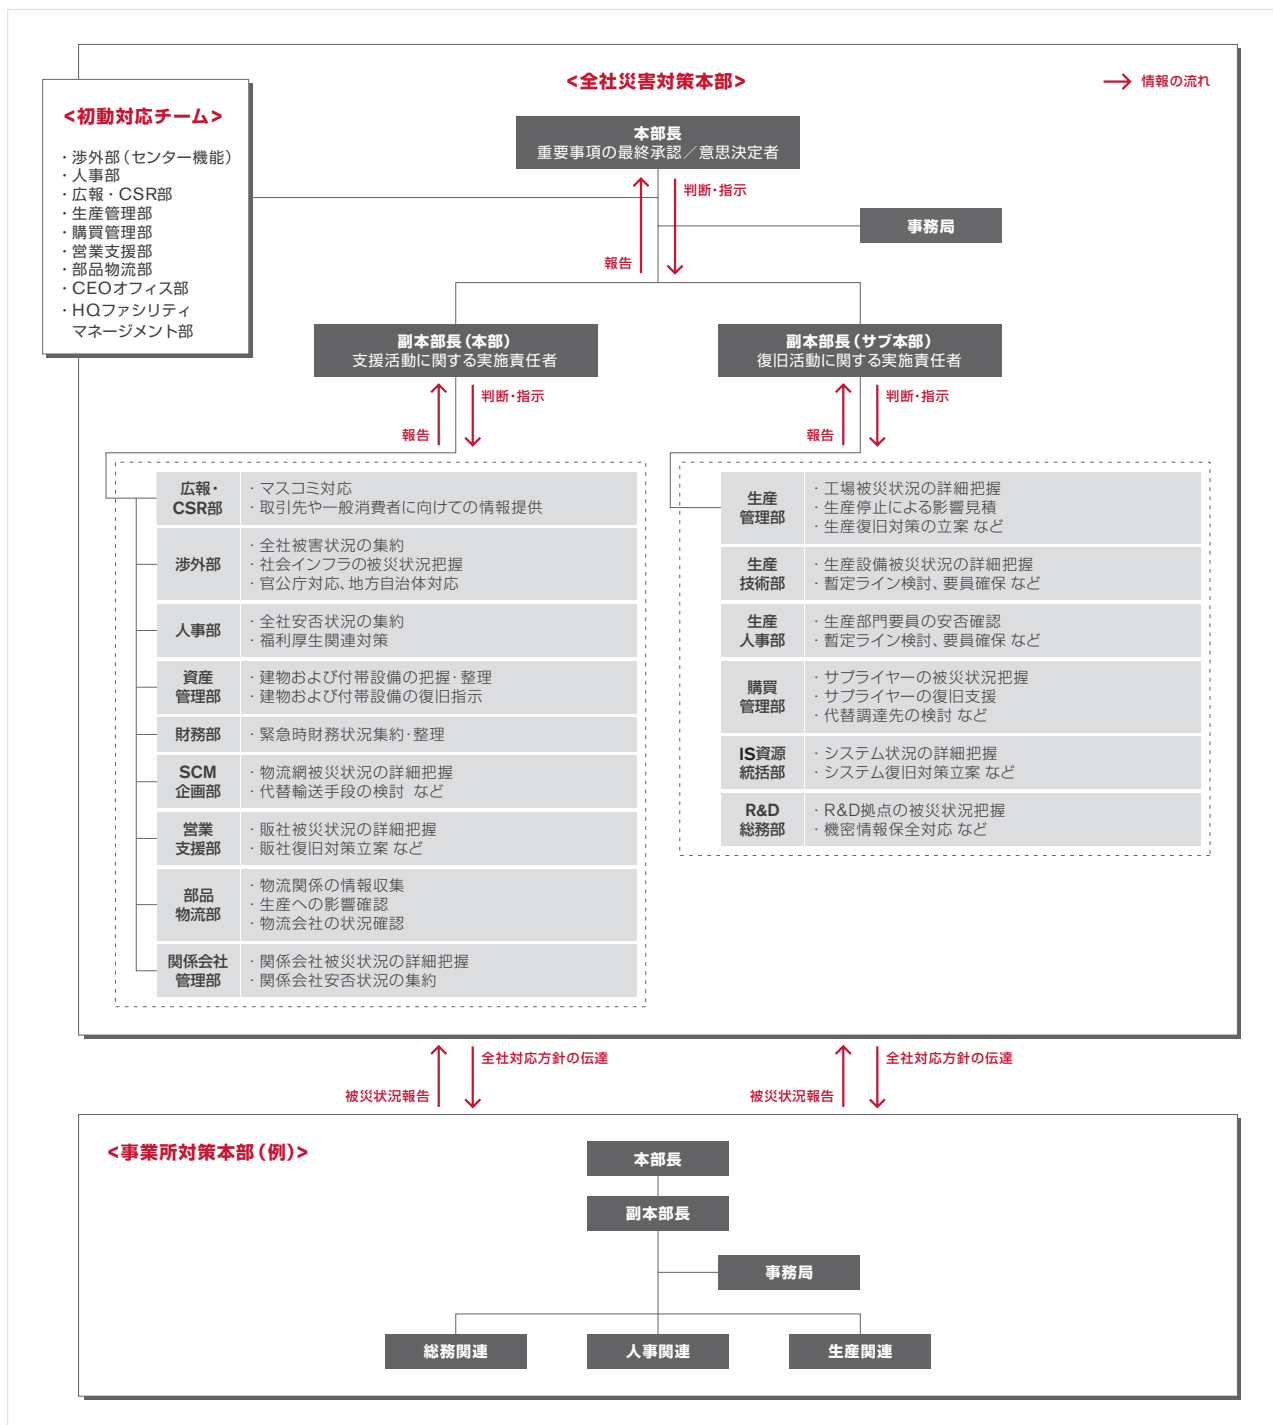 <全社災害対策本部>
情報の流れ
<初動対応チーム>
・渉外部（センター機能）
・人事部
・広報・CSR部
・生産管理部
・購買管理部
・営業支援部
・部品物流部
・CEOオフィス部
・HQファシリティ
マネージメント部
本部長
重要事項の最終承認／意思決定者
判断・指示
報告
事務局
副本部長（本部）
支援活動に関する実施責任者
判断・指示
報告
副本部長（サブ本部）
復旧活動に関する実施責任者
判断・指示
報告
広報・
CSR部
・マスコミ対応
・取引先や一般消費者に向けての情報提供
渉外部
・全社被害状況の集約
・社会インフラの被災状況把握
・官公庁対応、地方自治体対応
人事部
・全社安否状況の集約
・福利厚生関連対策
資産
管理部
・建物および付帯設備の把握・整理
・建物および付帯設備の復旧指示
財務部
・緊急時財務状況集約・整理
SCM
企画部
・物流網被災状況の詳細把握
・代替輸送手段の検討 など
営業
支援部
・販社被災状況の詳細把握
・販社復旧対策立案 など
部品
物流部
・物流関係の情報収集
・生産への影響確認
・物流会社の状況確認
関係会社
管理部
・関係会社被災状況の詳細把握
・関係会社安否状況の集約
生産
管理部
・工場被災状況の詳細把握
・生産停止による影響見積
・生産復旧対策の立案 など
生産
技術部
・生産設備被災状況の詳細把握
・暫定ライン検討、要員確保 など
生産
人事部
・生産部門要員の安否確認
・暫定ライン検討、要員確保 など
購買
管理部
・サプライヤーの被災状況把握
・サプライヤーの復旧支援
・代替調達先の検討 など
IS資源
統括部
・システム状況の詳細把握
・システム復旧対策立案 など
R&D
総務部
・R&D拠点の被災状況把握
・機密情報保全対応 など
全社対応方針の伝達
被災状況報告
全社対応方針の伝達
被災状況報告
<事業所対策本部（例）>
本部長
副本部長
事務局
総務関連
人事関連
生産関連